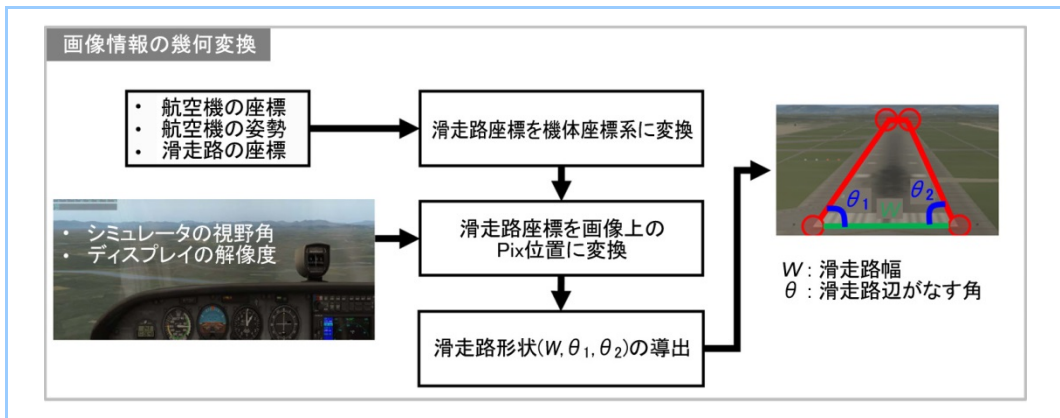 画像情報の幾何変換
・ 航空機の座標
・ 航空機の姿勢
・ 滑走路の座標
滑走路座標を機体座標系に変換
・ シミュレータの視野角
・ ディスプレイの解像度
滑走路座標を画像上の
Pix位置に変換
滑走路形状(W,θ1,θ2)の導出
θ1
W
θ2
W : 滑走路幅
θ : 滑走路辺がなす角